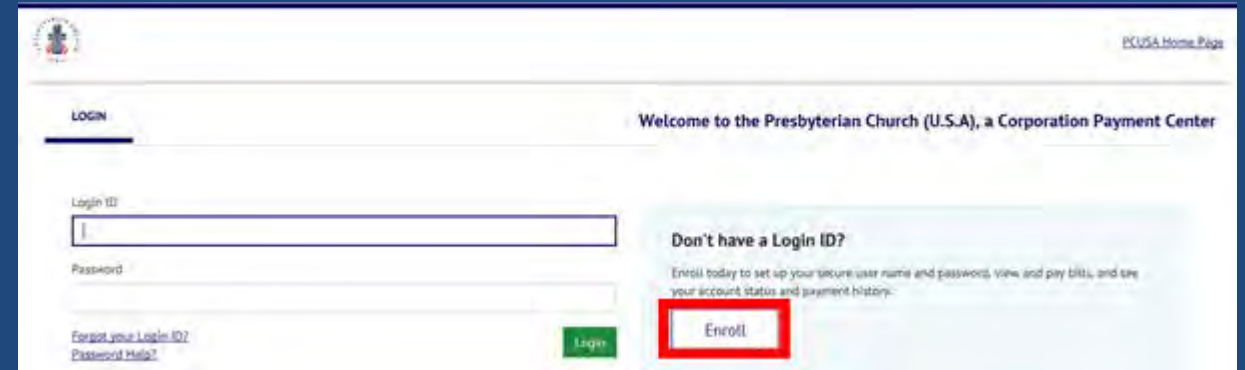 PCUSA Home Page
LOGIN
Welcome to the Presbyterian Church (U.S.A), a Corporation Payment Center
Login ID
Password
Forgot your Login ID?
Password Help?
Login
Don't have a Login ID?
Enroll today to set up your secure user name and password, view and pay bills, and see
your account status and payment history.
Enroll